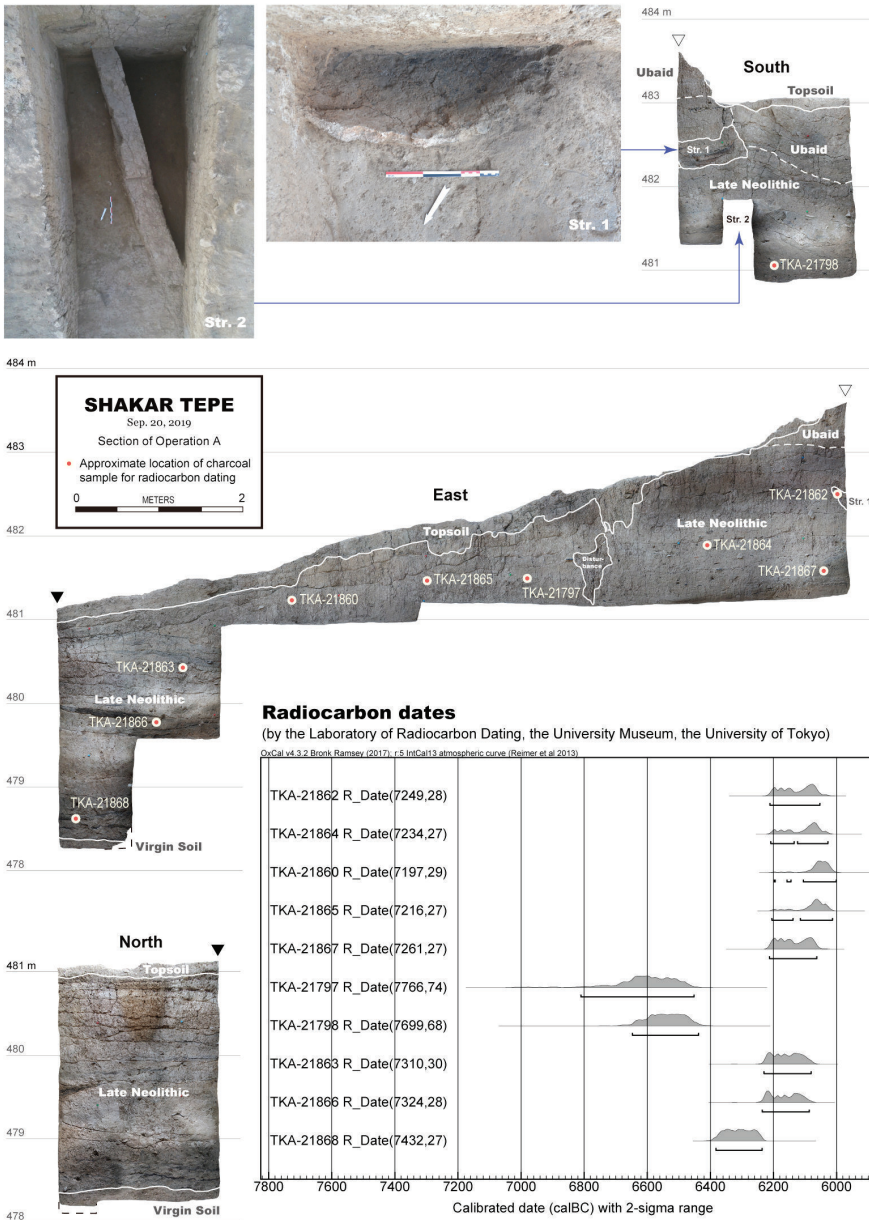 Str. 2
Str. 1
484 m
South
Ubaid
Topsoil
483
Str. 1
Ubaid
482
Late Neolithic
Str. 2
481
TKA-21798
484 m
SHAKAR TEPE
Sep. 20, 2019
Section of Operation A
Approximate location of charcoal
sample for radiocarbon dating
0 METERS 2
483
East
Ubaid
TKA-21862
Str. 1
482
Topsoil
Late Neolithic
TKA-21864
Distur-
bance
TKA-21867
TKA-21865
TKA-21797
TKA-21860
481
TKA-21863
480
Late Neolithic
TKA-21866
479
TKA-21868
Virgin Soil
478
North
481 m
Topsoil
480
Late Neolithic
479
Virgin Soil
478
Radiocarbon dates
(by the Laboratory of Radiocarbon Dating, the University Museum, the University of Tokyo)
OxCal v4.3.2 Bronk Ramsey (2017); r:5 IntCal13 atmospheric curve (Reimer et al 2013)
TKA-21862 R_Date(7249,28)
TKA-21864 R_Date(7234,27)
TKA-21860 R_Date(7197,29)
TKA-21865 R_Date(7216,27)
TKA-21867 R_Date(7261,27)
TKA-21797 R_Date(7766,74)
TKA-21798 R_Date(7699,68)
TKA-21863 R_Date(7310,30)
TKA-21866 R_Date(7324,28)
TKA-21868 R_Date(7432,27)
7800 7600 7400 7200 7000 6800 6600 6400 6200 6000
Calibrated date (calBC) with 2-sigma range